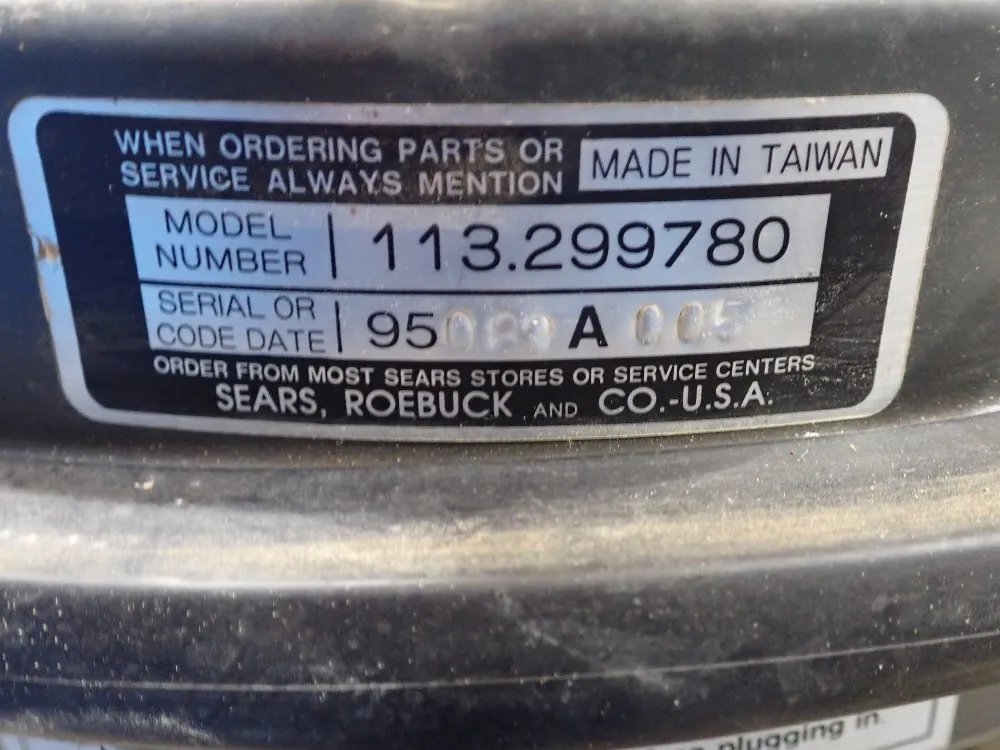 WHEN ORDERING PARTS OR
SERVICE ALWAYS MENTION
MADE IN TAIWAN
MODEL
NUMBER
113.299780
SERIAL OR
CODE DATE
95 A
ORDER FROM MOST SEARS STORES OR SERVICE CENTERS
SEARS, ROEBUCK AND CO.-U.S.A.
plugging in.